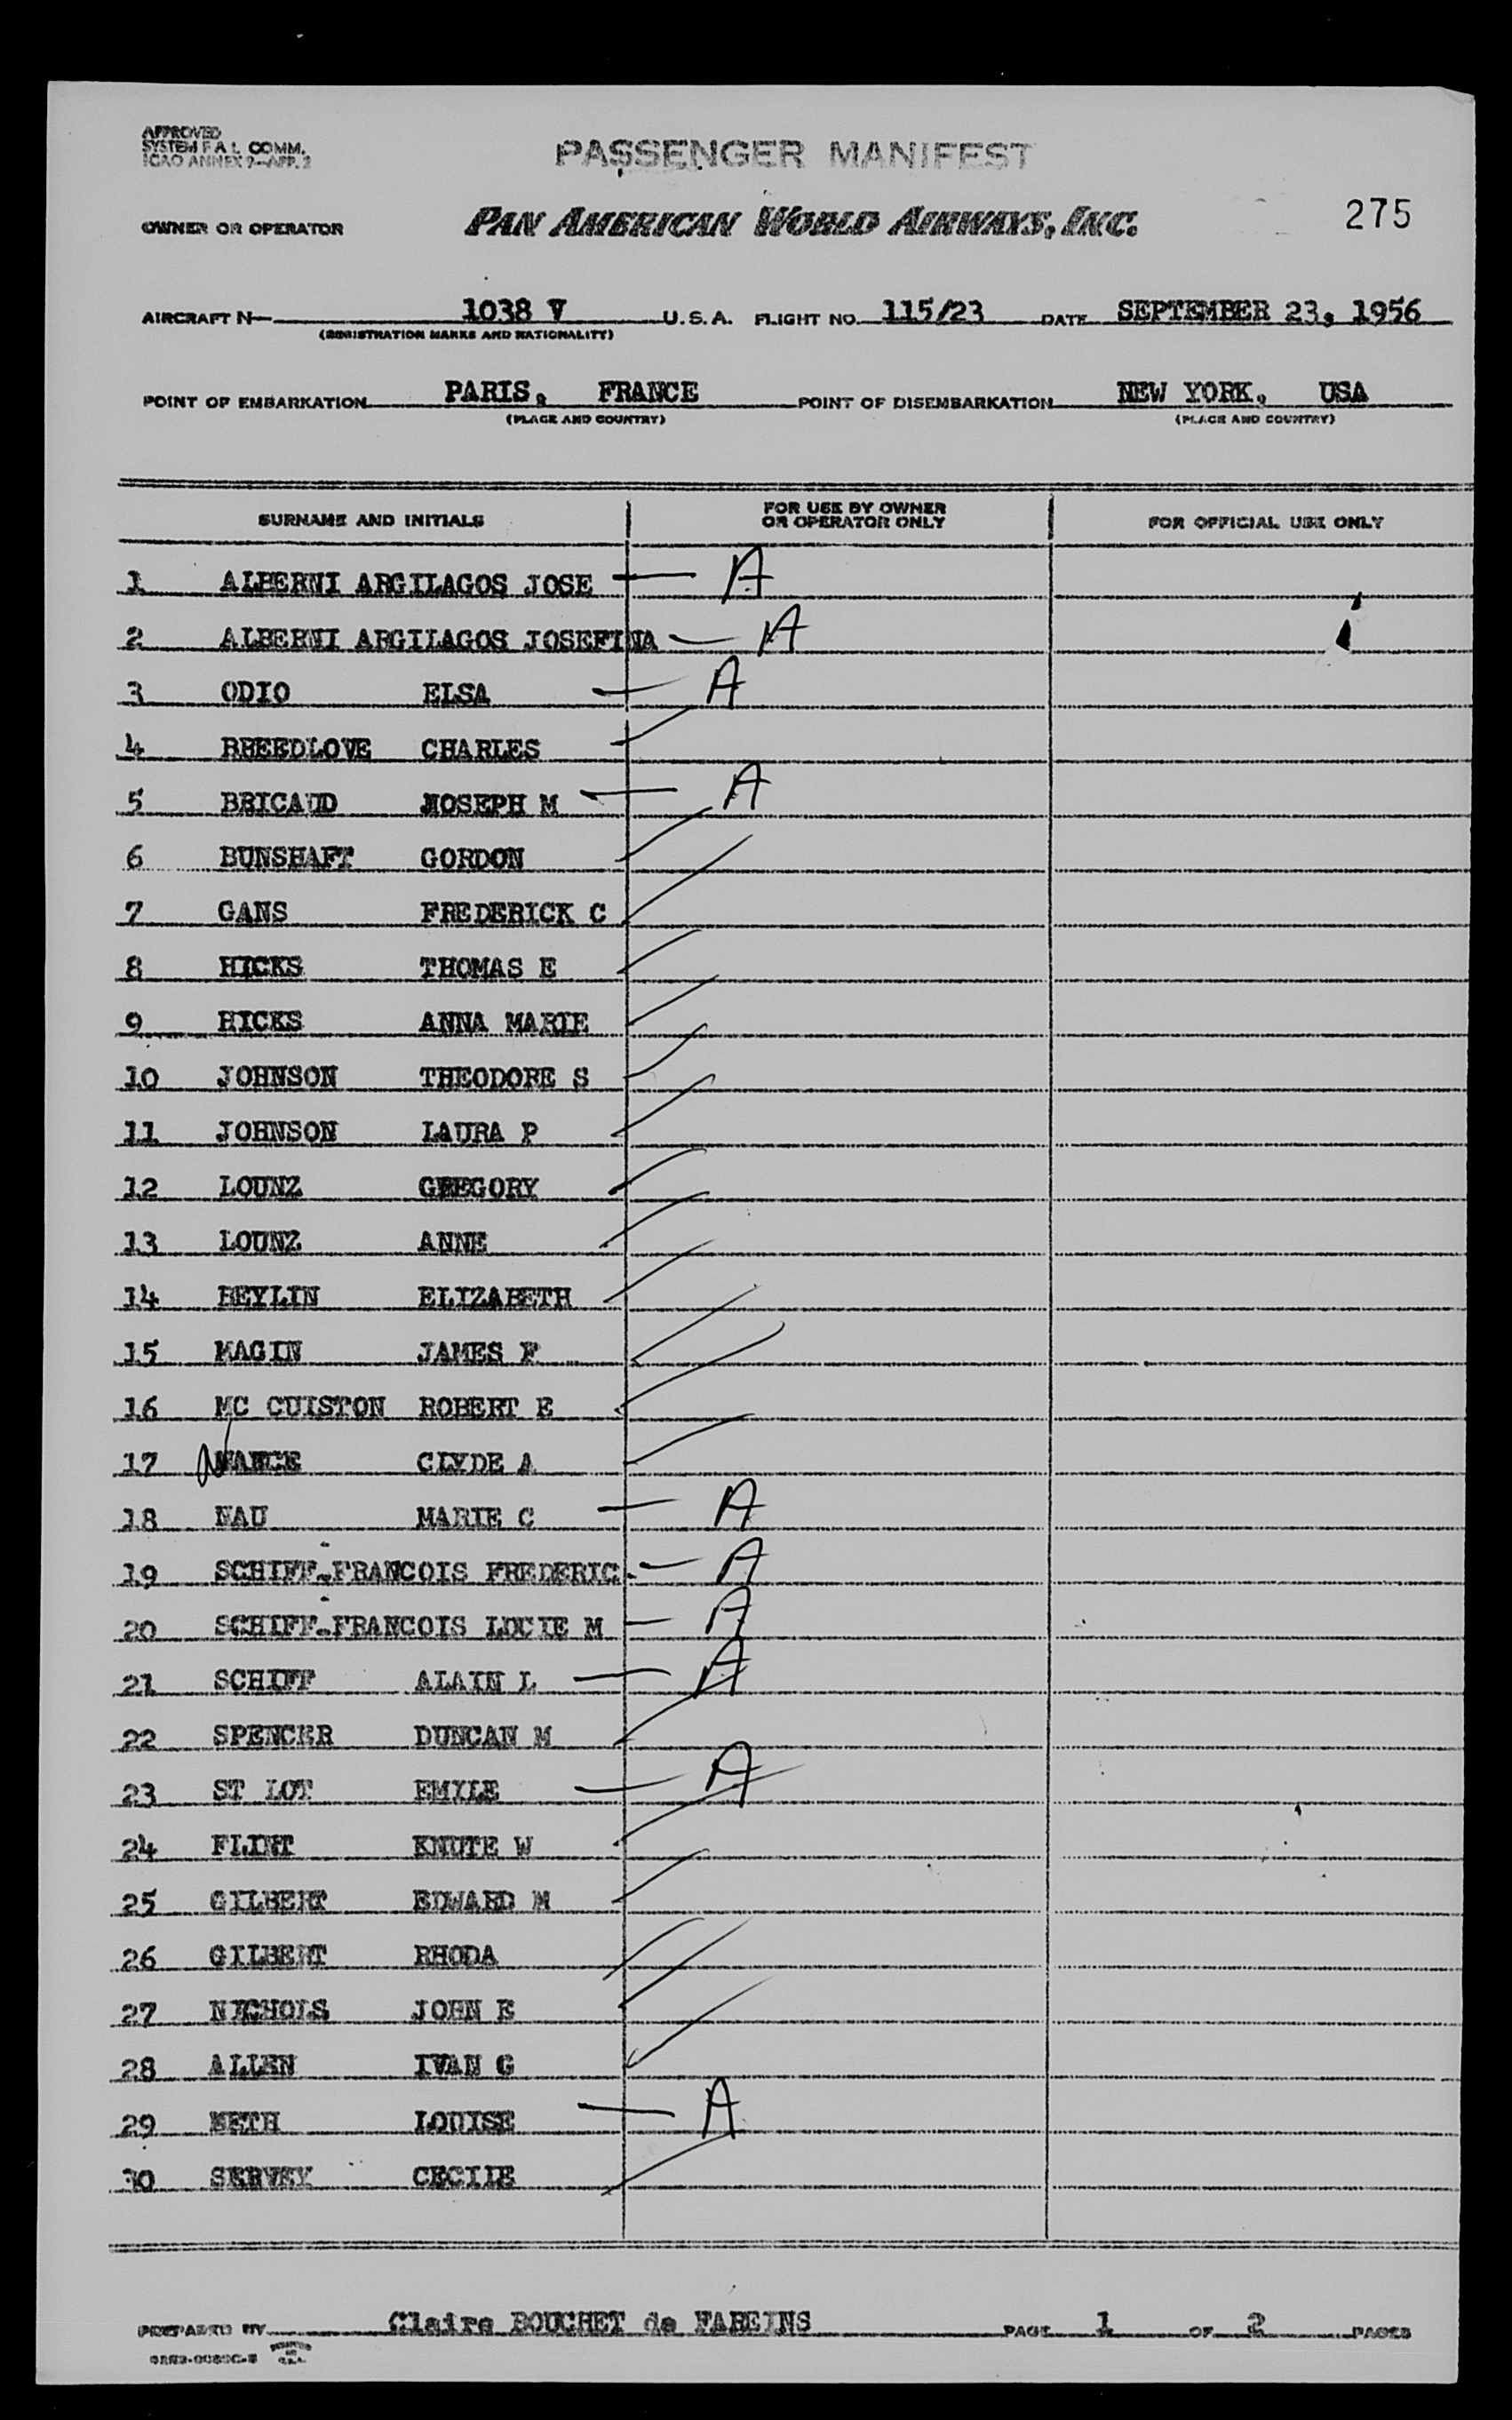 APPROVED
SYSTEM F A L COMM.
ICAO ANNEX 9—APP. 2
PASSENGER MANIFEST
OWNER OR OPERATOR PAN AMERICAN WORLD AIRWAYS, INC. 275
AIRCRAFT N— 1038 V U.S.A. FLIGHT NO. 115/23 DATE SEPTEMBER 23, 1956
(REGISTRATION MARKS AND NATIONALITY)
POINT OF EMBARKATION PARIS, FRANCE POINT OF DISEMBARKATION NEW YORK, USA
(PLACE AND COUNTRY) (PLACE AND COUNTRY)
SURNAME AND INITIALS FOR USE BY OWNER OR OPERATOR ONLY FOR OFFICIAL USE ONLY
1 ALBERNI ARGILAGOS JOSE — A
2 ALBERNI ARGILAGOS JOSEFINA — A
3 ODIO ELSA — A
4 BREEDLOVE CHARLES
5 BRICAUD JOSEPH M — A
6 BUNSHAFT GORDON
7 GANS FREDERICK C
8 HICKS THOMAS E
9 HICKS ANNA MARIE
10 JOHNSON THEODORE S
11 JOHNSON LAURA P
12 LOUNZ GREGORY
13 LOUNZ ANNE
14 BEYLIN ELIZABETH
15 MAGIN JAMES F
16 MC CUISTON ROBERT E
17 NANCE CLYDE A
18 NAU MARIE C — A
19 SCHIFF-FRANCOIS FREDERIC — A
20 SCHIFF-FRANCOIS LUCIE M — A
21 SCHIFF ALAIN L — A
22 SPENCER DUNCAN M
23 ST LOT EMILE — A
24 FLINT KNUTE W
25 GILBERT EDWARD M
26 GILBERT RHODA
27 NICHOLS JOHN E
28 ALLEN IVAN G
29 METH LOUISE — A
30 SERVEY CECILE
PREPARED BY Claire BOUCHET de FAREINS PAGE 1 OF 2 PAGES